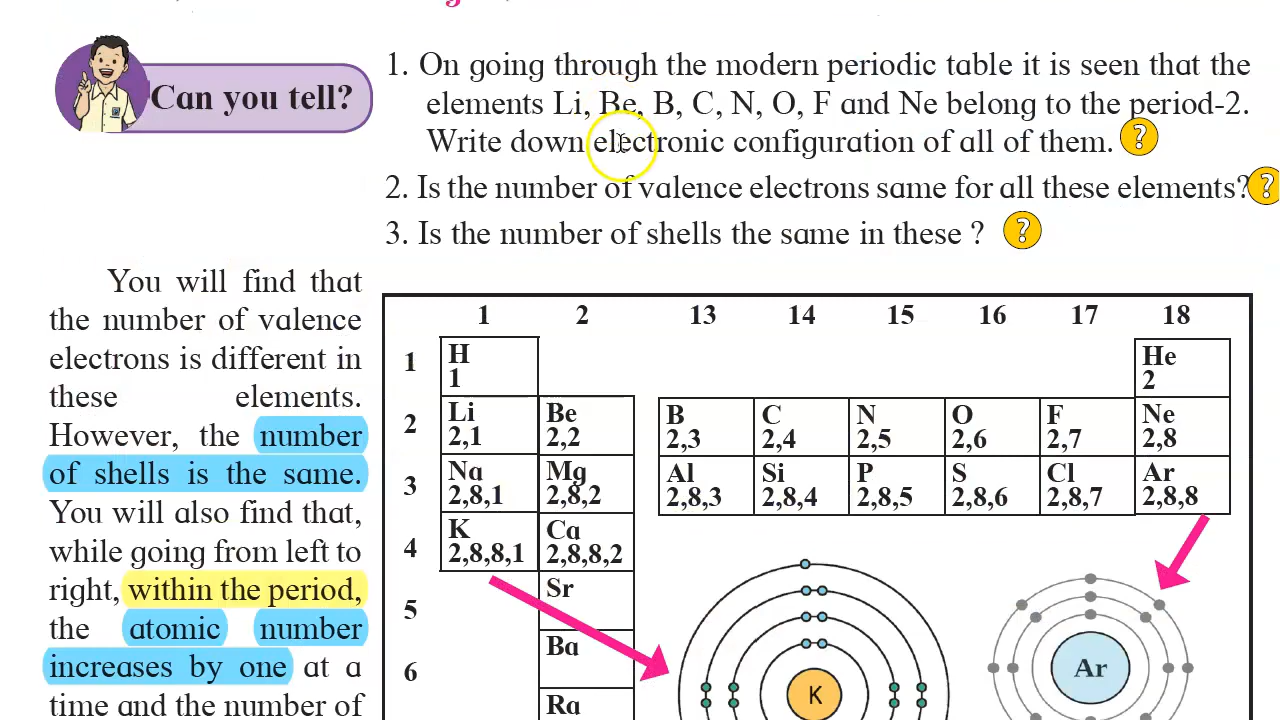 Can you tell?
1. On going through the modern periodic table it is seen that the
elements Li, Be, B, C, N, O, F and Ne belong to the period-2.
Write down electronic configuration of all of them. ?
2. Is the number of valence electrons same for all these elements? ?
3. Is the number of shells the same in these ? ?
You will find that
the number of valence
electrons is different in
these elements.
However, the number
of shells is the same.
You will also find that,
while going from left to
right, within the period,
the atomic number
increases by one at a
time and the number of
1 2 13 14 15 16 17 18
1 H He
1 2
2 Li Be B C N O F Ne
2,1 2,2 2,3 2,4 2,5 2,6 2,7 2,8
3 Na Mg Al Si P S Cl Ar
2,8,1 2,8,2 2,8,3 2,8,4 2,8,5 2,8,6 2,8,7 2,8,8
4 K Ca
2,8,8,1 2,8,8,2
5 Sr
6 Ba
Ra
K
Ar